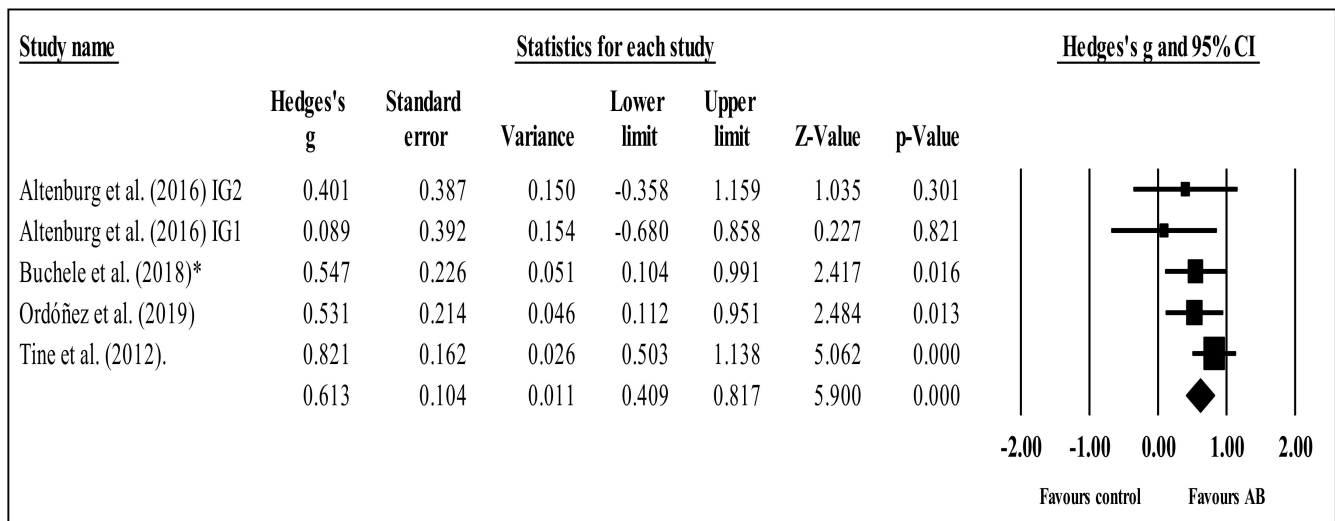 Study name Statistics for each study Hedges's g and 95% CI
Hedges's Standard Lower Upper
g error Variance limit limit Z-Value p-Value
Altenburg et al. (2016) IG2 0.401 0.387 0.150 -0.358 1.159 1.035 0.301
Altenburg et al. (2016) IG1 0.089 0.392 0.154 -0.680 0.858 0.227 0.821
Buchele et al. (2018)* 0.547 0.226 0.051 0.104 0.991 2.417 0.016
Ordóñez et al. (2019) 0.531 0.214 0.046 0.112 0.951 2.484 0.013
Tine et al. (2012). 0.821 0.162 0.026 0.503 1.138 5.062 0.000
0.613 0.104 0.011 0.409 0.817 5.900 0.000
-2.00 -1.00 0.00 1.00 2.00
Favours control Favours AB